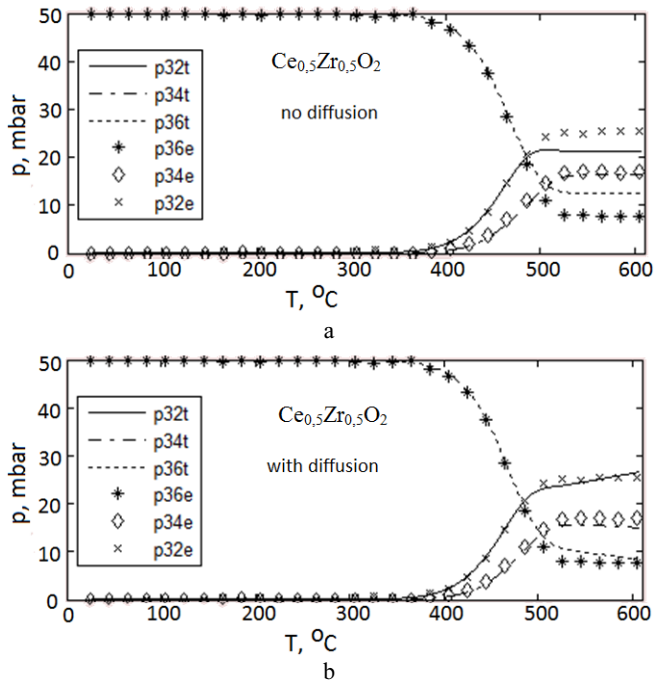 50
40
30
20
10
0
p, mbar
Ce0,5Zr0,5O2
no diffusion
p32t
p34t
p36t
p36e
p34e
p32e
0 100 200 300 400 500 600
T, °C
a
50
40
30
20
10
0
p, mbar
Ce0,5Zr0,5O2
with diffusion
p32t
p34t
p36t
p36e
p34e
p32e
0 100 200 300 400 500 600
T, °C
b